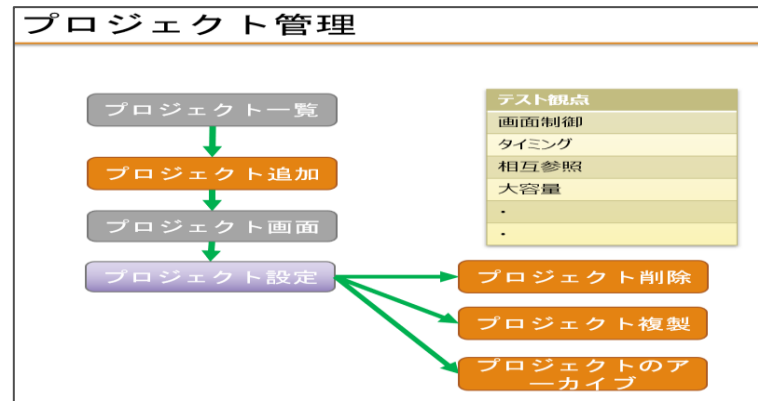 プロジェクト管理
プロジェクト一覧
プロジェクト追加
プロジェクト画面
プロジェクト設定
テスト観点
画面制御
タイミング
相互参照
大容量
・
・
プロジェクト削除
プロジェクト複製
プロジェクトのア
ーカイブ